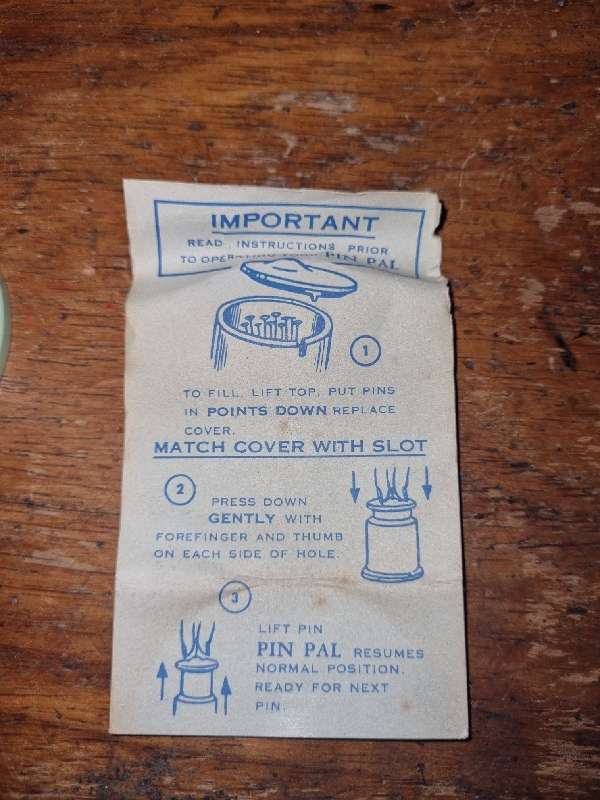 IMPORTANT
READ INSTRUCTIONS PRIOR
TO OPERATING YOUR PIN PAL
1
TO FILL, LIFT TOP, PUT PINS
IN POINTS DOWN REPLACE
COVER.
MATCH COVER WITH SLOT
2
PRESS DOWN
GENTLY WITH
FOREFINGER AND THUMB
ON EACH SIDE OF HOLE.
3
LIFT PIN
PIN PAL RESUMES
NORMAL POSITION.
READY FOR NEXT
PIN.